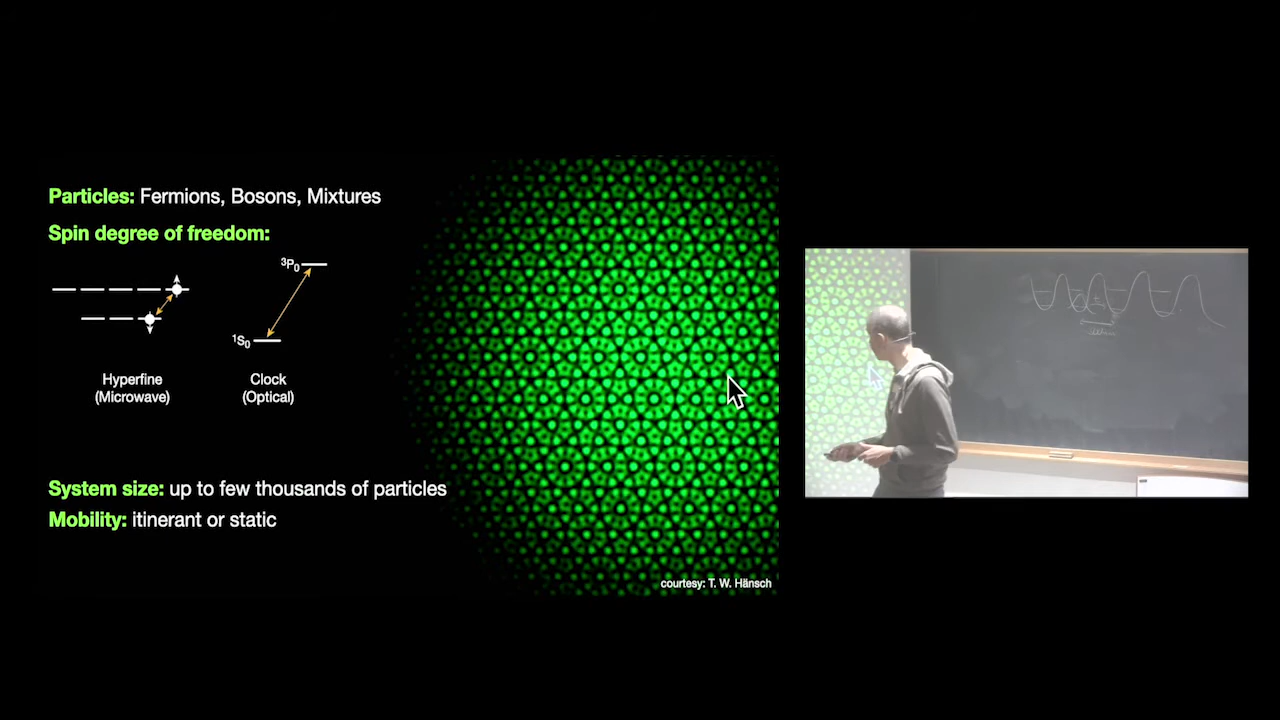 Particles: Fermions, Bosons, Mixtures
Spin degree of freedom:
³P₀
¹S₀
Hyperfine
(Microwave)
Clock
(Optical)
System size: up to few thousands of particles
Mobility: itinerant or static
courtesy: T. W. Hänsch